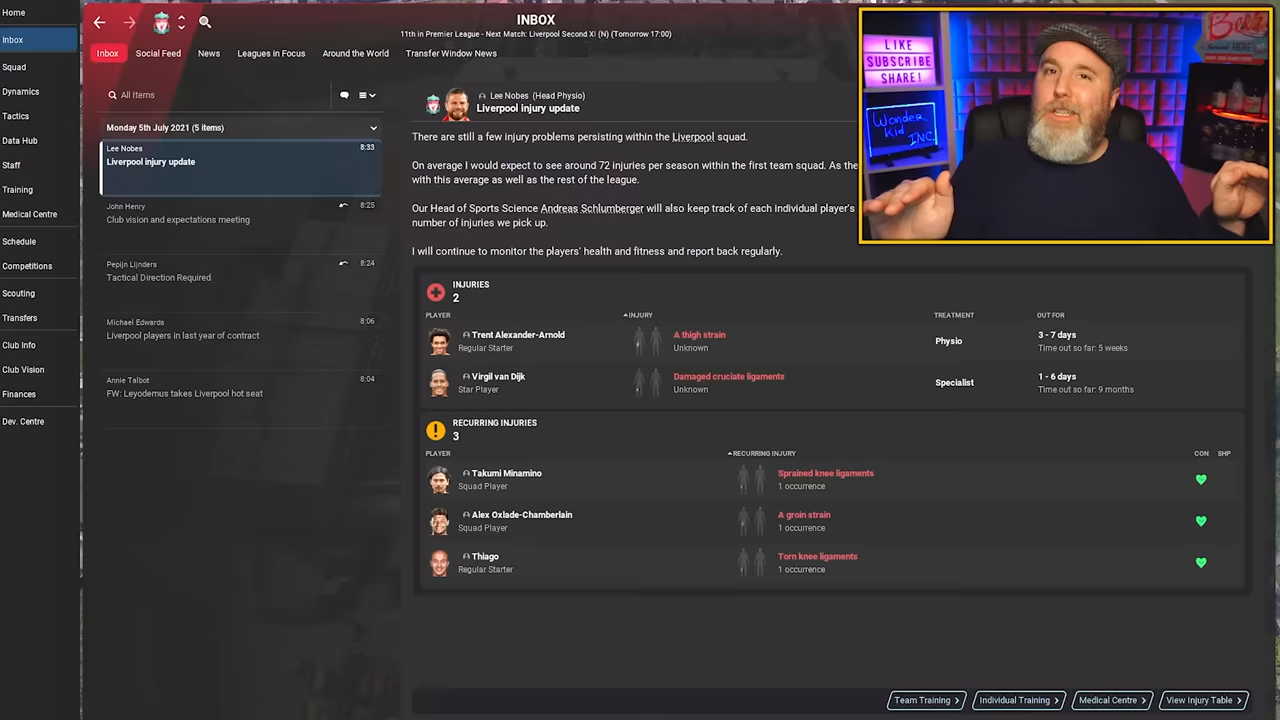 Home
Inbox
Squad
Dynamics
Tactics
Data Hub
Staff
Training
Medical Centre
Schedule
Competitions
Scouting
Transfers
Club Info
Club Vision
Finances
Dev. Centre
INBOX
11th in Premier League - Next Match: Liverpool Second XI (N) (Tomorrow 17:00)
Inbox
Social Feed
Leagues in Focus
Around the World
Transfer Window News
All Items
Monday 5th July 2021 (5 items)
Lee Nobes 8:33
Liverpool injury update
John Henry 8:25
Club vision and expectations meeting
Pepijn Lijnders 8:24
Tactical Direction Required
Michael Edwards 8:06
Liverpool players in last year of contract
Annie Talbot 8:04
FW: Leyodemus takes Liverpool hot seat
Lee Nobes (Head Physio)
Liverpool injury update
There are still a few injury problems persisting within the Liverpool squad.
On average I would expect to see around 72 injuries per season within the first team squad. As the
with this average as well as the rest of the league.
Our Head of Sports Science Andreas Schlumberger will also keep track of each individual player's
number of injuries we pick up.
I will continue to monitor the players' health and fitness and report back regularly.
INJURIES
2
PLAYER INJURY TREATMENT OUT FOR
Trent Alexander-Arnold A thigh strain Physio 3 - 7 days
Regular Starter Unknown Time out so far: 5 weeks
Virgil van Dijk Damaged cruciate ligaments Specialist 1 - 6 days
Star Player Unknown Time out so far: 9 months
RECURRING INJURIES
3
PLAYER RECURRING INJURY CON SHP
Takumi Minamino Sprained knee ligaments
Squad Player 1 occurrence
Alex Oxlade-Chamberlain A groin strain
Squad Player 1 occurrence
Thiago Torn knee ligaments
Regular Starter 1 occurrence
Team Training
Individual Training
Medical Centre
View Injury Table
LIKE
SUBSCRIBE
SHARE!
Wonder
Kid
INC.